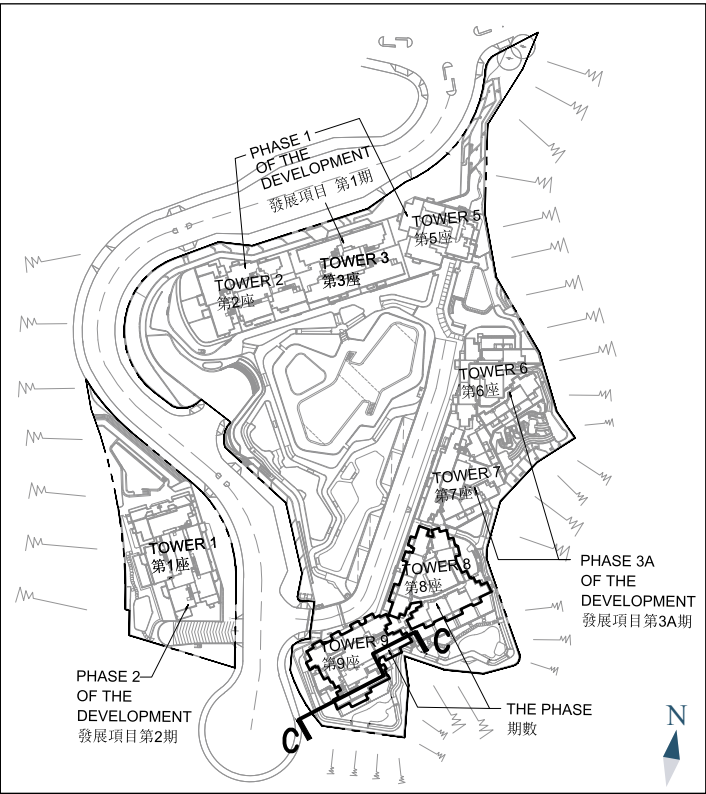 PHASE 1
OF THE
DEVELOPMENT
發展項目 第1期
TOWER 5
第5座
TOWER 3
第3座
TOWER 2
第2座
TOWER 6
第6座
TOWER 7
第7座
TOWER 1
第1座
TOWER 8
第8座
PHASE 3A
OF THE
DEVELOPMENT
發展項目第3A期
TOWER 9
第9座
C
PHASE 2
OF THE
DEVELOPMENT
發展項目第2期
THE PHASE
期數
C
N